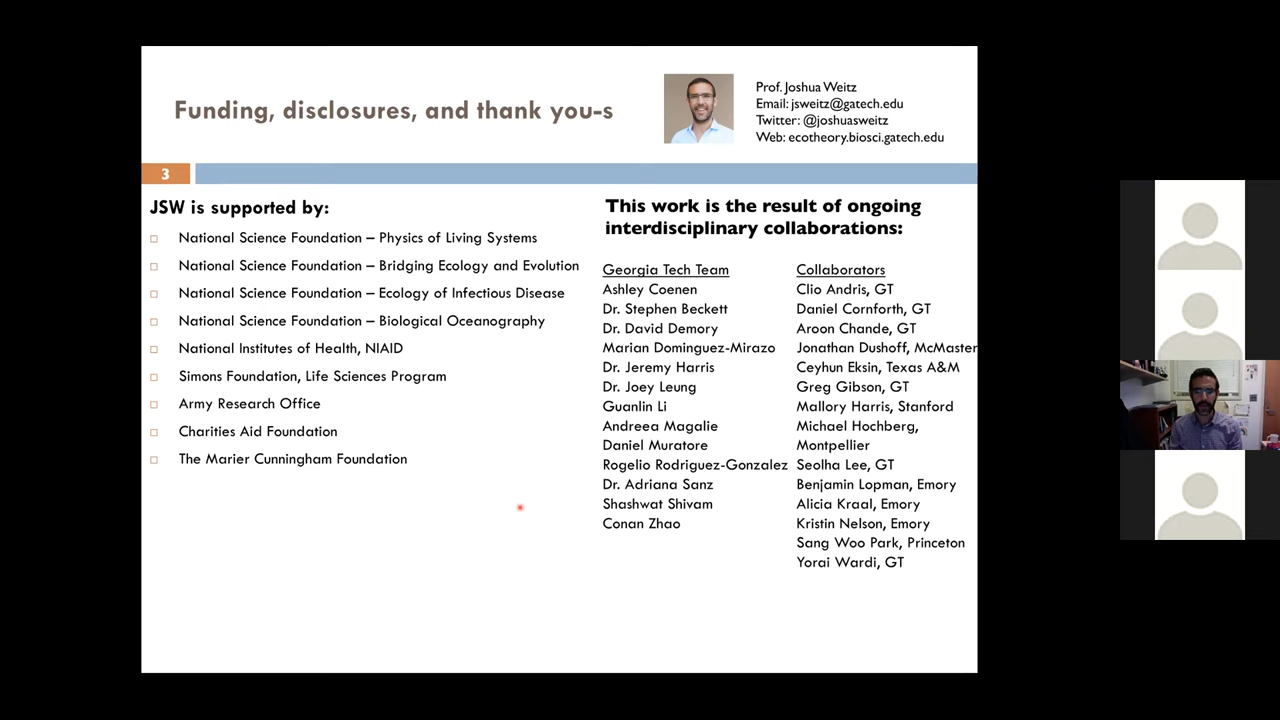 Funding, disclosures, and thank you-s
Prof. Joshua Weitz
Email: jsweitz@gatech.edu
Twitter: @joshuasweitz
Web: ecotheory.biosci.gatech.edu
3
JSW is supported by:
National Science Foundation – Physics of Living Systems
National Science Foundation – Bridging Ecology and Evolution
National Science Foundation – Ecology of Infectious Disease
National Science Foundation – Biological Oceanography
National Institutes of Health, NIAID
Simons Foundation, Life Sciences Program
Army Research Office
Charities Aid Foundation
The Marier Cunningham Foundation
This work is the result of ongoing
interdisciplinary collaborations:
Georgia Tech Team
Ashley Coenen
Dr. Stephen Beckett
Dr. David Demory
Marian Dominguez-Mirazo
Dr. Jeremy Harris
Dr. Joey Leung
Guanlin Li
Andreea Magalie
Daniel Muratore
Rogelio Rodriguez-Gonzalez
Dr. Adriana Sanz
Shashwat Shivam
Conan Zhao
Collaborators
Clio Andris, GT
Daniel Cornforth, GT
Aroon Chande, GT
Jonathan Dushoff, McMaster
Ceyhun Eksin, Texas A&M
Greg Gibson, GT
Mallory Harris, Stanford
Michael Hochberg,
Montpellier
Seolha Lee, GT
Benjamin Lopman, Emory
Alicia Kraal, Emory
Kristin Nelson, Emory
Sang Woo Park, Princeton
Yorai Wardi, GT